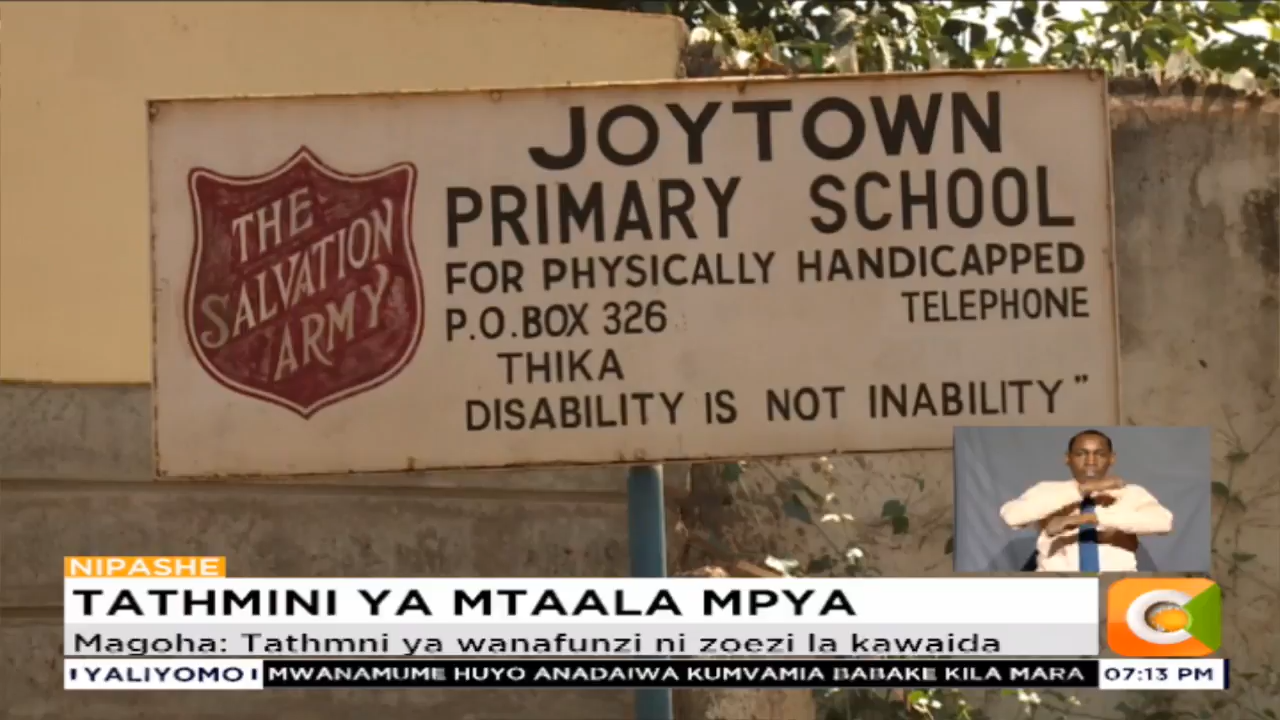 JOYTOWN
PRIMARY SCHOOL
FOR PHYSICALLY HANDICAPPED
P.O.BOX 326 TELEPHONE
THIKA
DISABILITY IS NOT INABILITY"
THE
SALVATION
ARMY
NIPASHE
TATHMINI YA MTAALA MPYA
Magoha: Tathmni ya wanafunzi ni zoezi la kawaida
YALIYOMO MWANAMUME HUYO ANADAIWA KUMVAMIA BABAKE KILA MARA 07:13 PM